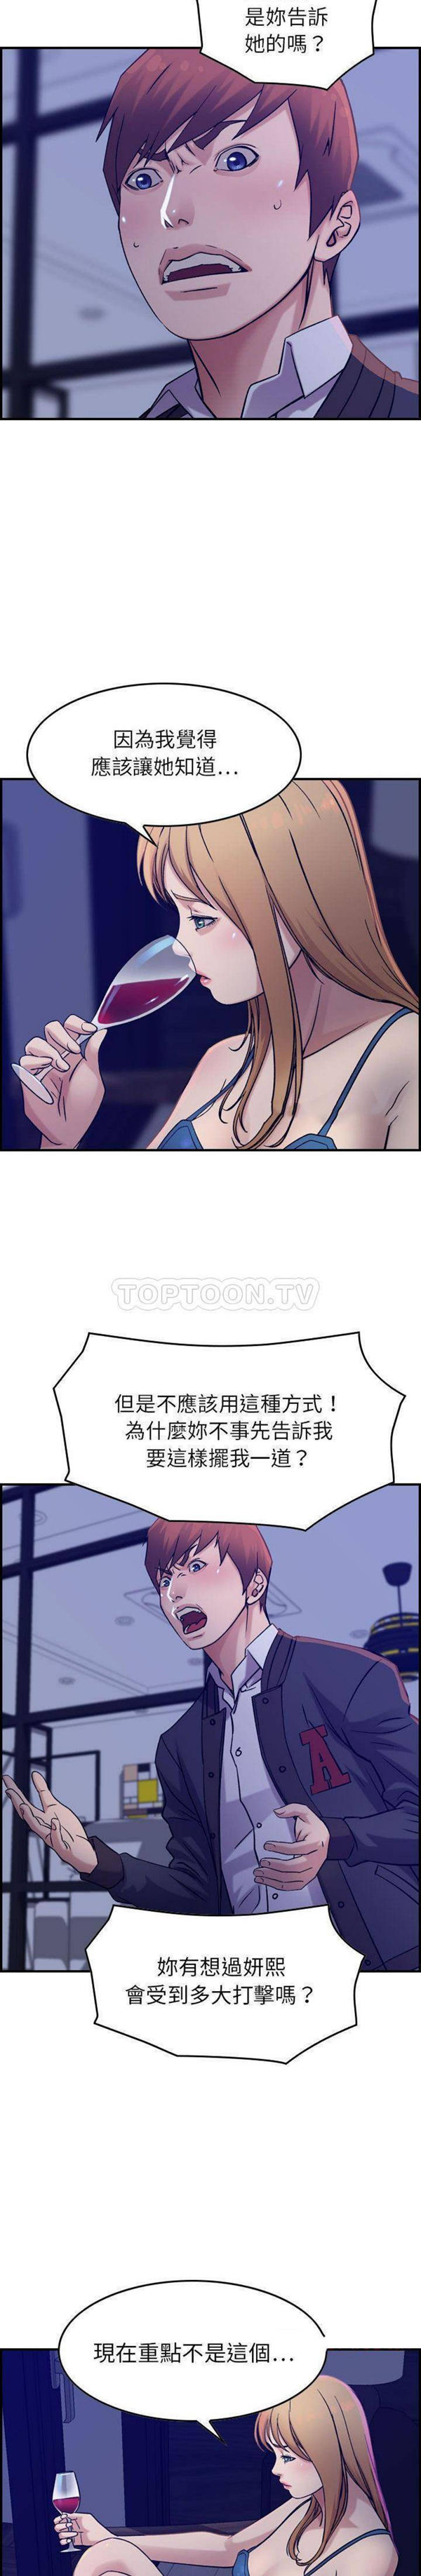 是妳告訴
她的嗎？
因為我覺得
應該讓她知道...
TOPTOON.TV
但是不應該用這種方式！
為什麼妳不事先告訴我
要這樣擺我一道？
A
妳有想過妍熙
會受到多大打擊嗎？
現在重點不是這個...